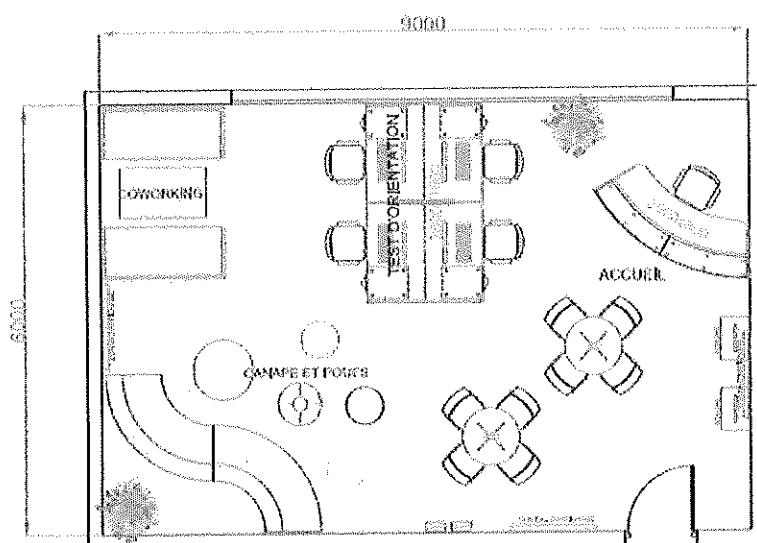 9000
6000
COWORKING
TEST D'ORIENTATION
ACCUEIL
CANAPE ET POUFS